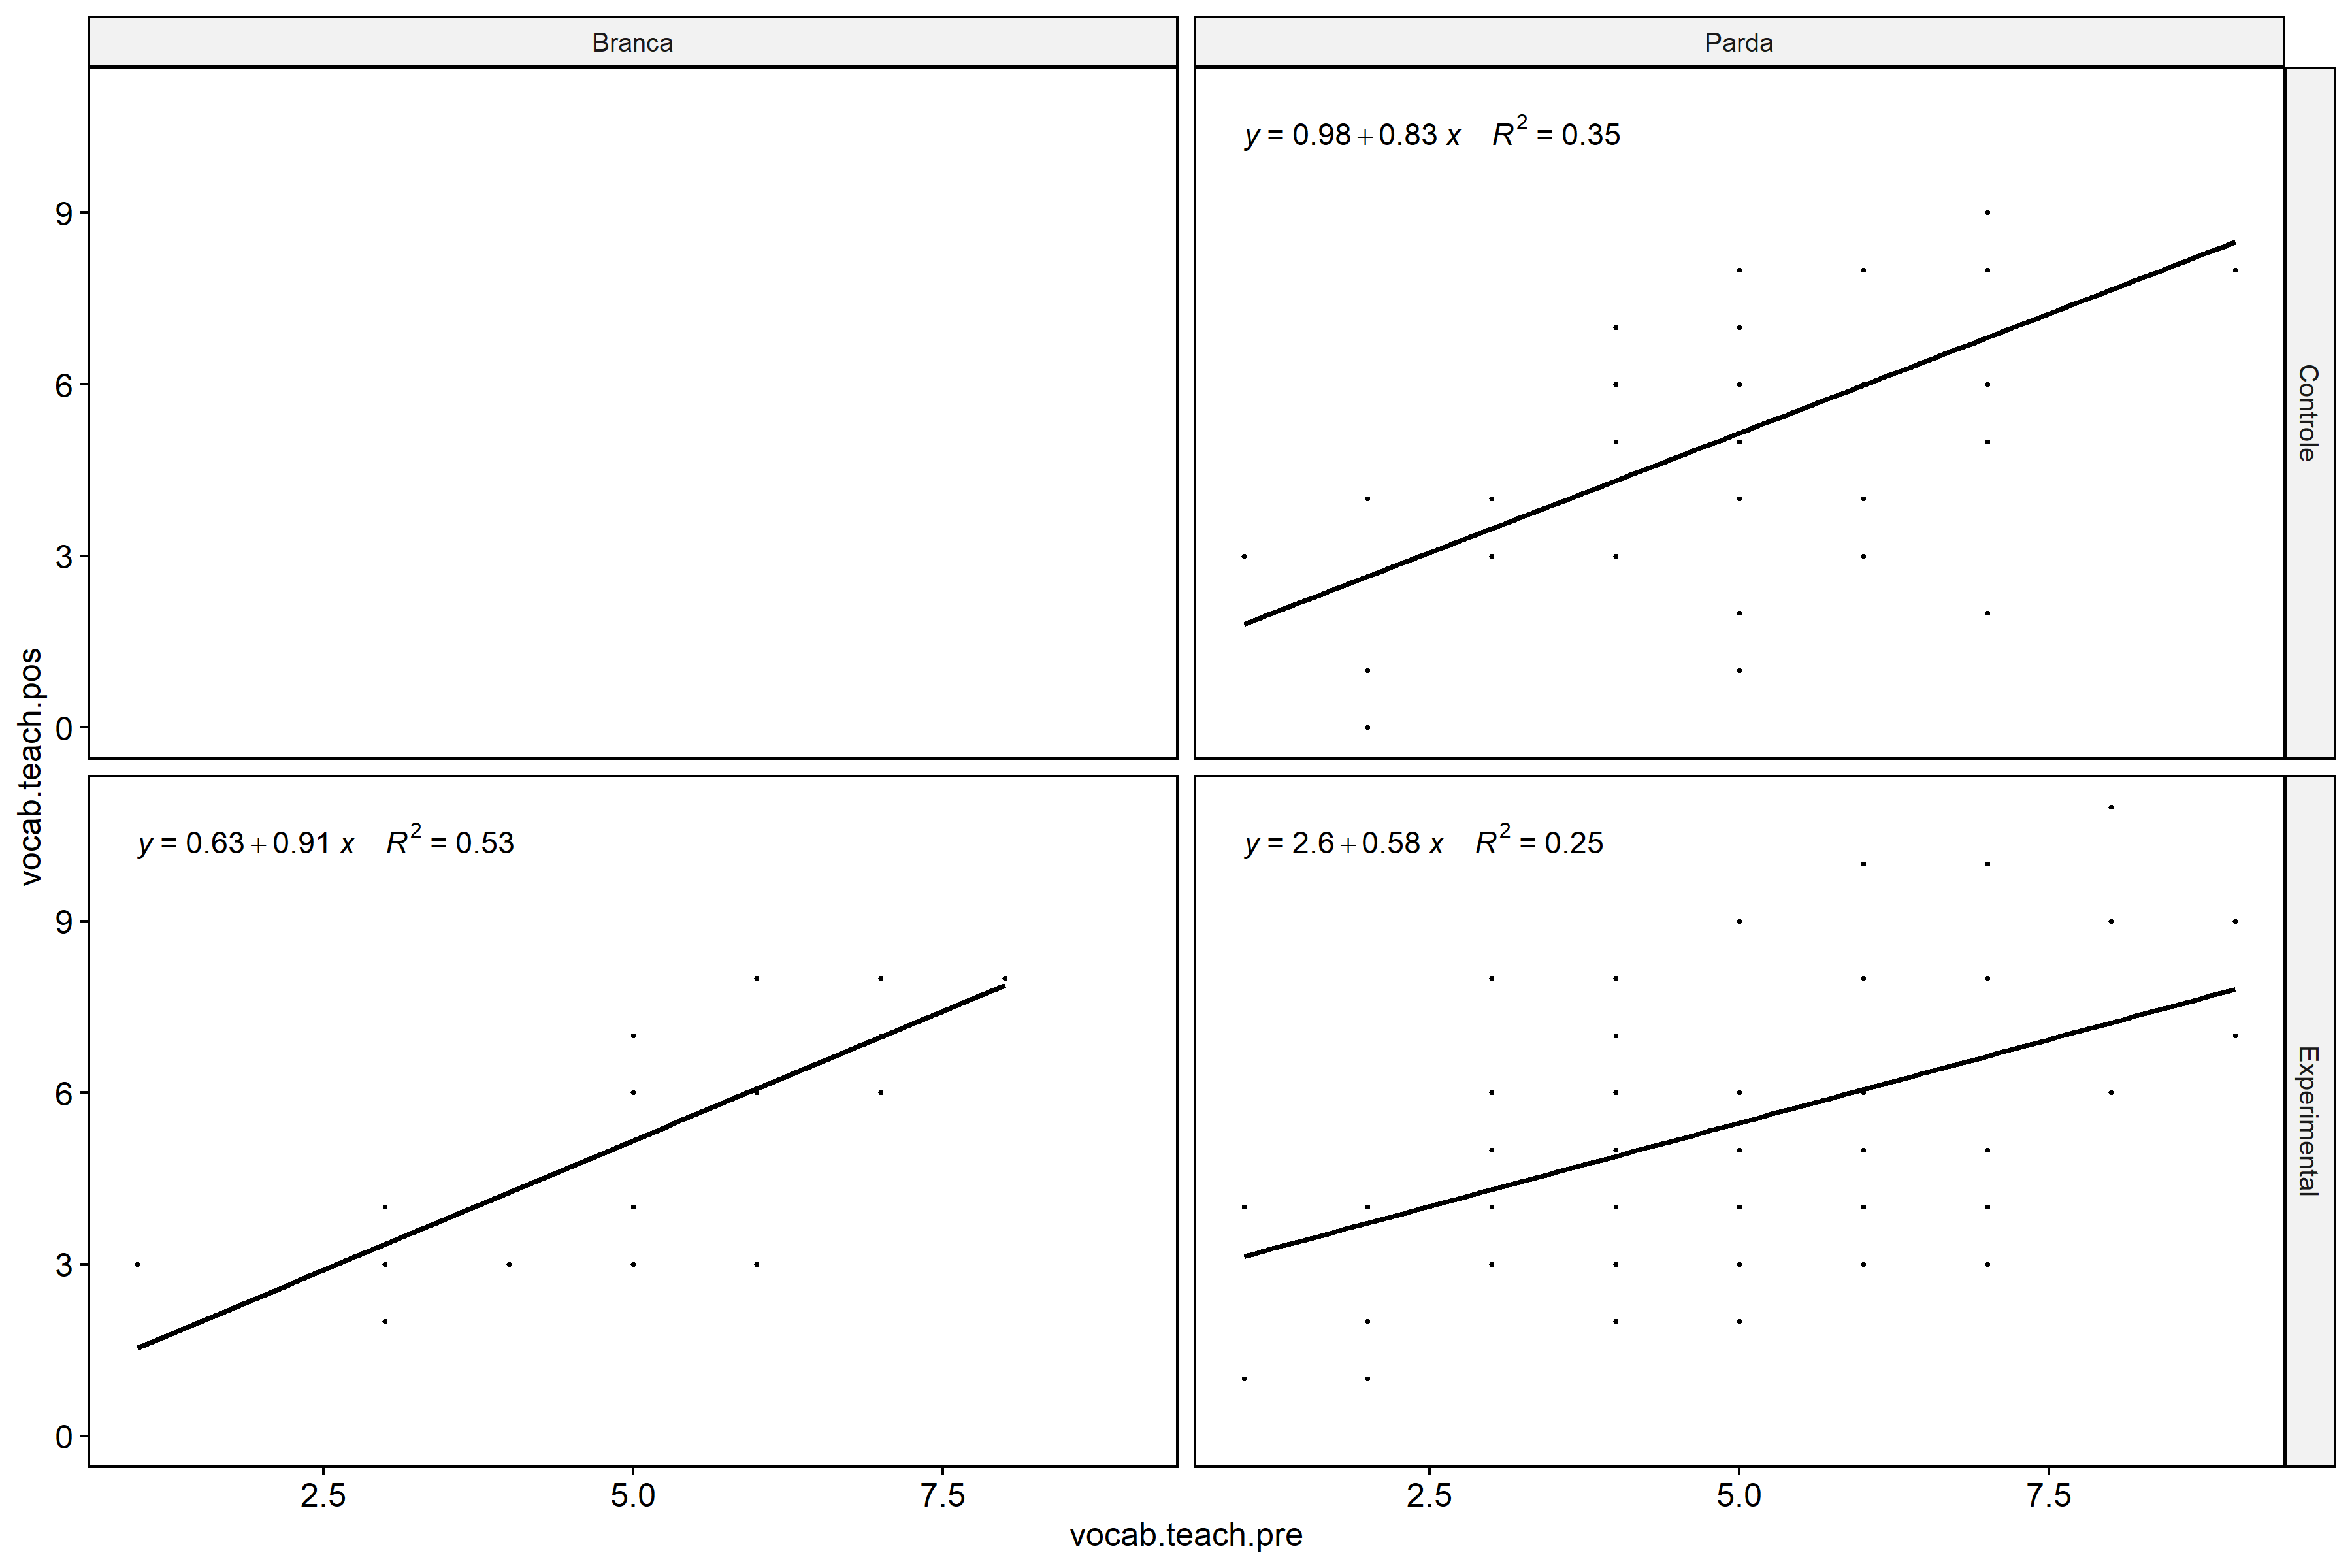 Branca
Parda
y = 0.98 + 0.83 x R² = 0.35
9
6
3
0
Controle
y = 0.63 + 0.91 x R² = 0.53
y = 2.6 + 0.58 x R² = 0.25
9
6
3
0
Experimental
vocab.teach.pos
2.5 5.0 7.5
2.5 5.0 7.5
vocab.teach.pre